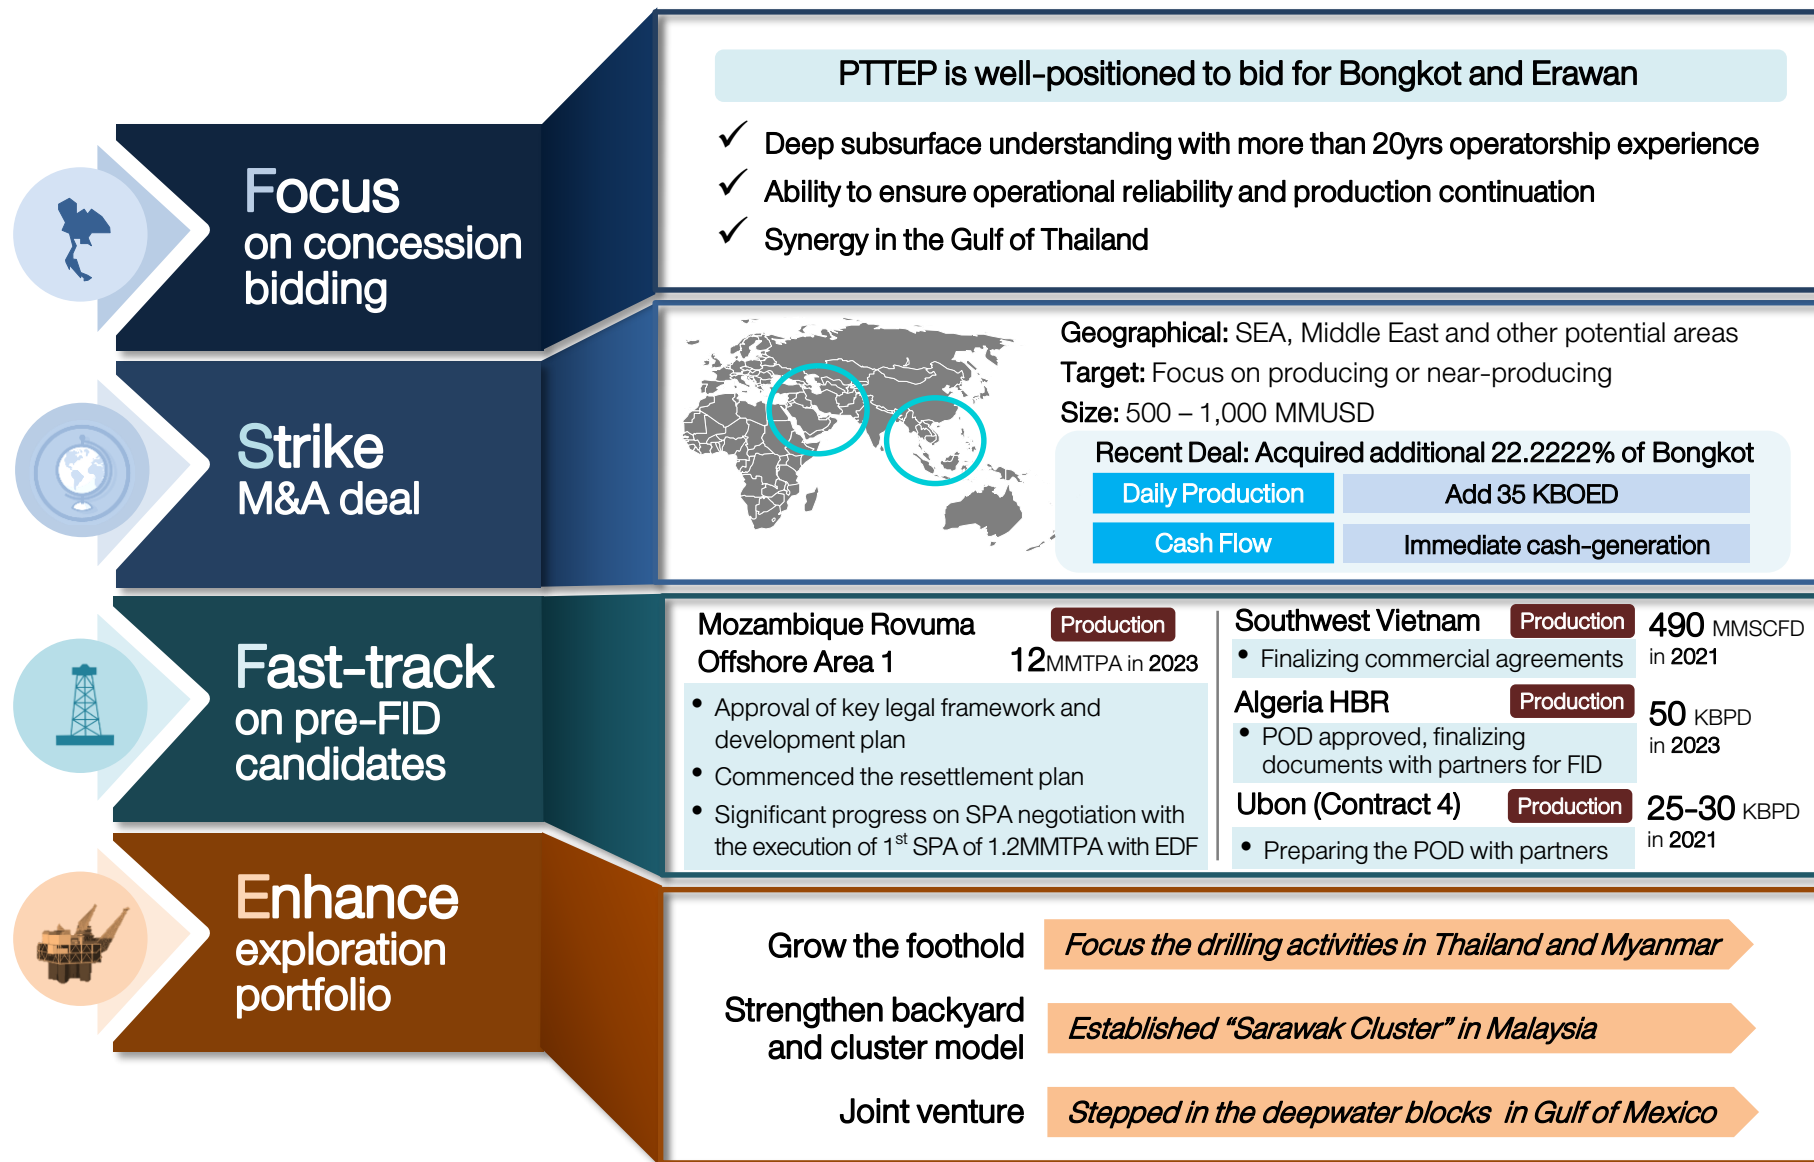 PTTEP is well-positioned to bid for Bongkot and Erawan
Focus
on concession
bidding
✓ Deep subsurface understanding with more than 20yrs operatorship experience
✓ Ability to ensure operational reliability and production continuation
✓ Synergy in the Gulf of Thailand
Strike
M&A deal
Geographical: SEA, Middle East and other potential areas
Target: Focus on producing or near-producing
Size: 500 – 1,000 MMUSD
Recent Deal: Acquired additional 22.2222% of Bongkot
Daily Production Add 35 KBOED
Cash Flow Immediate cash-generation
Fast-track
on pre-FID
candidates
Mozambique Rovuma Production
Offshore Area 1 12MMTPA in 2023
• Approval of key legal framework and
development plan
• Commenced the resettlement plan
• Significant progress on SPA negotiation with
the execution of 1st SPA of 1.2MMTPA with EDF
Southwest Vietnam Production 490 MMSCFD
• Finalizing commercial agreements in 2021
Algeria HBR Production 50 KBPD
in 2023
• POD approved, finalizing
documents with partners for FID
Ubon (Contract 4) Production 25-30 KBPD
in 2021
• Preparing the POD with partners
Enhance
exploration
portfolio
Grow the foothold Focus the drilling activities in Thailand and Myanmar
Strengthen backyard
and cluster model Established “Sarawak Cluster” in Malaysia
Joint venture Stepped in the deepwater blocks in Gulf of Mexico